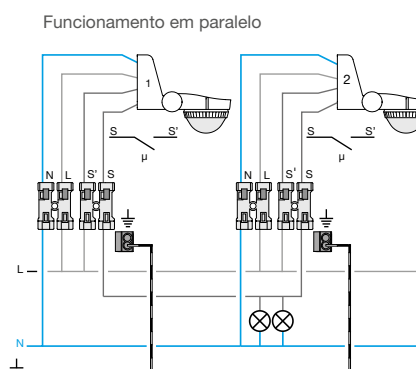 Funcionamento em paralelo
1
2
S S'
µ
S S'
µ
N L S' S
N L S' S
L
N